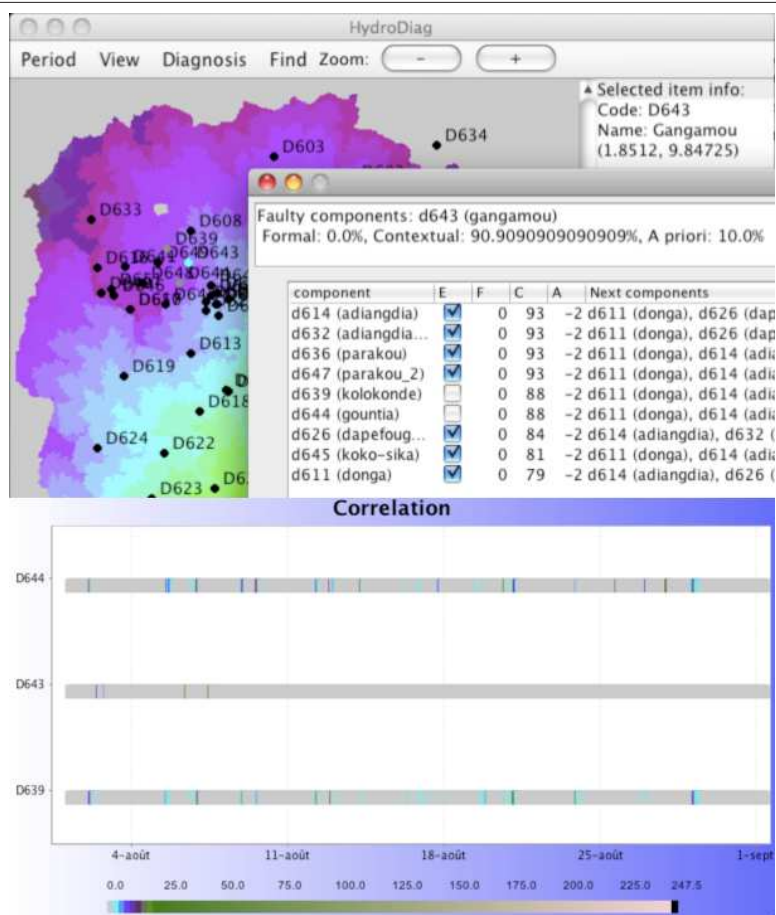 HydroDiag
Period View Diagnosis Find Zoom: - +
Selected item info:
Code: D643
Name: Gangamou
(1.8512, 9.84725)
D603
D634
D633
D608
D639
D643
D613
D619
D618
D624
D622
D623
Faulty components: d643 (gangamou)
Formal: 0.0%, Contextual: 90.9090909090909%, A priori: 10.0%
component E F C A Next components
d614 (adiangdia) 0 93 -2 d611 (donga), d626 (dap
d632 (adiangdia... 0 93 -2 d611 (donga), d626 (dap
d636 (parakou) 0 93 -2 d611 (donga), d614 (adia
d647 (parakou_2) 0 93 -2 d611 (donga), d614 (adia
d639 (kolokonde) 0 88 -2 d611 (donga), d614 (adia
d644 (gountia) 0 88 -2 d611 (donga), d614 (adia
d626 (dapefoug... 0 84 -2 d614 (adiangdia), d632 (
d645 (koko-sika) 0 81 -2 d611 (donga), d614 (adia
d611 (donga) 0 79 -2 d614 (adiangdia), d626 (
Correlation
D644
D643
D639
4-août 11-août 18-août 25-août 1-sept
0.0 25.0 50.0 75.0 100.0 125.0 150.0 175.0 200.0 225.0 247.5